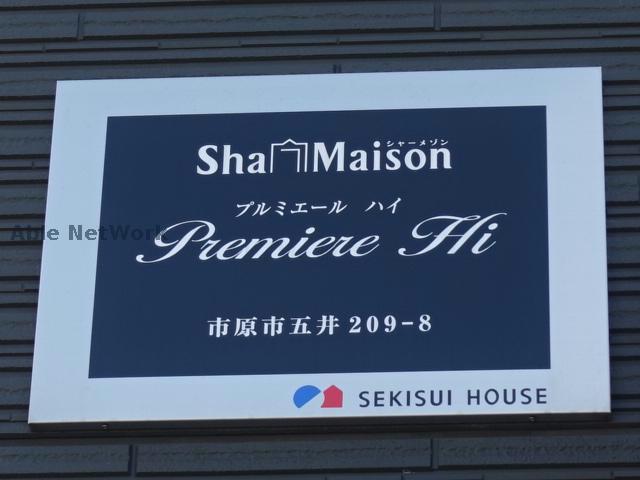 シャーメゾン
Sha Maison
プルミエール ハイ
Premiere Hi
Able NetWork
市原市五井 209-8
SEKISUI HOUSE